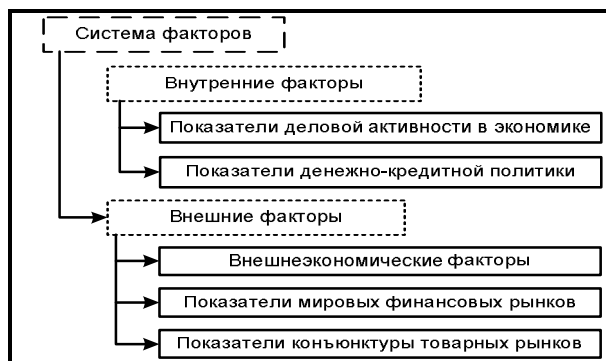 Система факторов
Внутренние факторы
Показатели деловой активности в экономике
Показатели денежно-кредитной политики
Внешние факторы
Внешнеэкономические факторы
Показатели мировых финансовых рынков
Показатели конъюнктуры товарных рынков